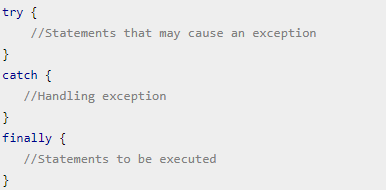 try {
    //Statements that may cause an exception
}
catch {
   //Handling exception
}
finally {
   //Statements to be executed
}